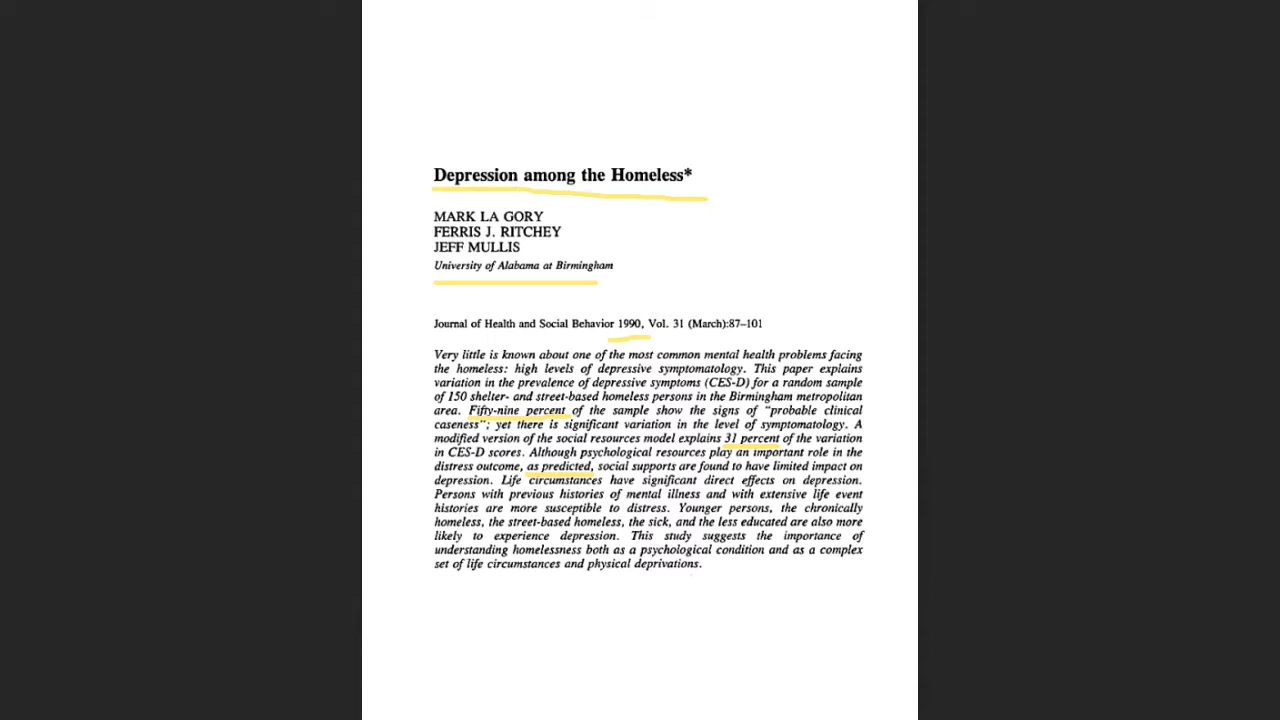 Depression among the Homeless*
MARK LA GORY
FERRIS J. RITCHEY
JEFF MULLIS
University of Alabama at Birmingham
Journal of Health and Social Behavior 1990, Vol. 31 (March):87–101
Very little is known about one of the most common mental health problems facing
the homeless: high levels of depressive symptomatology. This paper explains
variation in the prevalence of depressive symptoms (CES-D) for a random sample
of 150 shelter- and street-based homeless persons in the Birmingham metropolitan
area. Fifty-nine percent of the sample show the signs of "probable clinical
caseness"; yet there is significant variation in the level of symptomatology. A
modified version of the social resources model explains 31 percent of the variation
in CES-D scores. Although psychological resources play an important role in the
distress outcome, as predicted, social supports are found to have limited impact on
depression. Life circumstances have significant direct effects on depression.
Persons with previous histories of mental illness and with extensive life event
histories are more susceptible to distress. Younger persons, the chronically
homeless, the street-based homeless, the sick, and the less educated are also more
likely to experience depression. This study suggests the importance of
understanding homelessness both as a psychological condition and as a complex
set of life circumstances and physical deprivations.